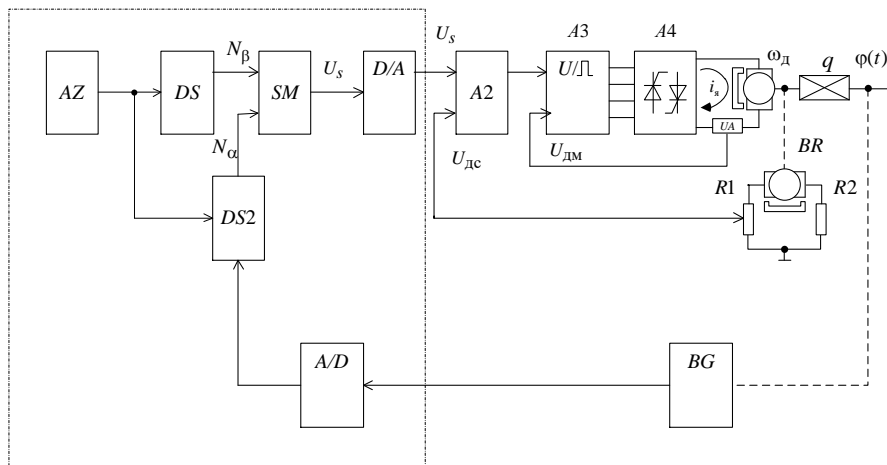 AZ
DS
N_β
SM
U_s
D/A
U_s
A2
A3
U/
A4
i_я
UA
ω_д
q
φ(t)
N_α
U_дс
U_дм
BR
R1
R2
DS2
A/D
BG